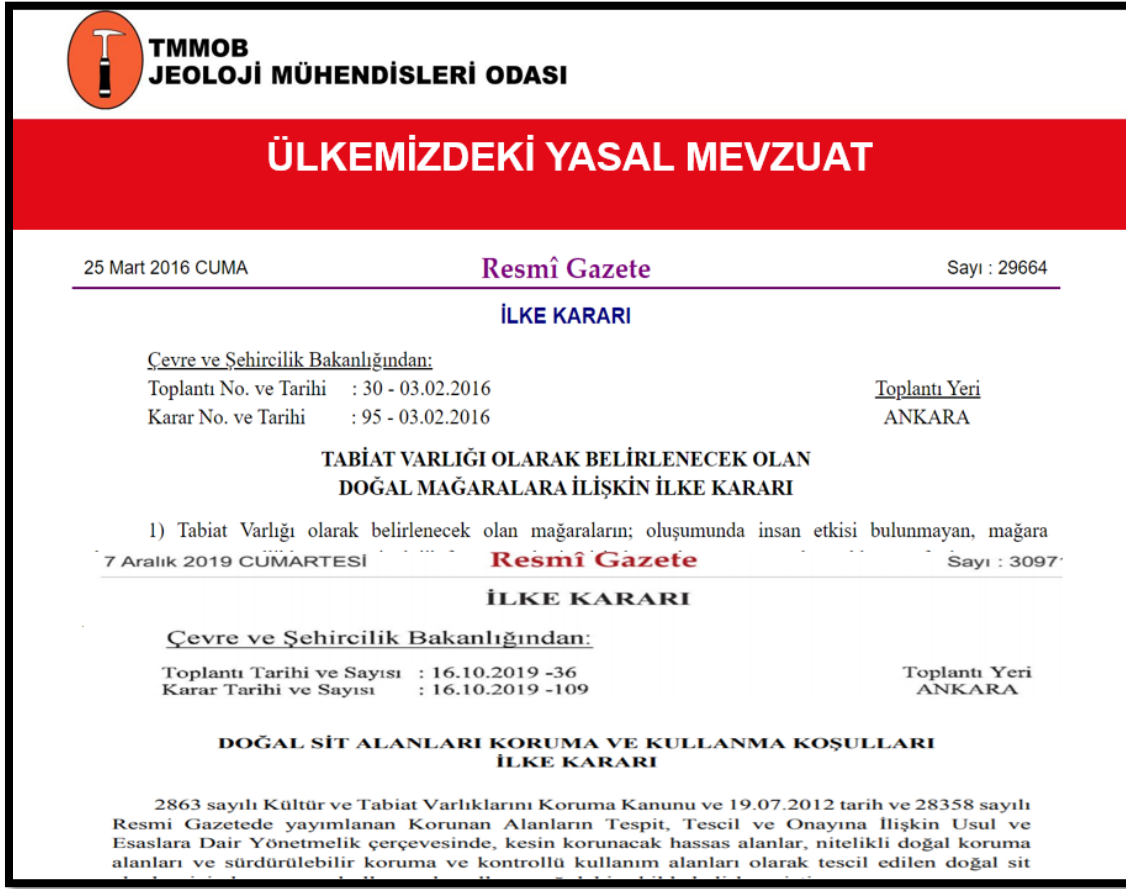 TMMOB
JEOLOJİ MÜHENDİSLERİ ODASI
ÜLKEMİZDEKİ YASAL MEVZUAT
25 Mart 2016 CUMA Resmî Gazete Sayı : 29664
İLKE KARARI
Çevre ve Şehircilik Bakanlığından:
Toplantı No. ve Tarihi : 30 - 03.02.2016 Toplantı Yeri
Karar No. ve Tarihi : 95 - 03.02.2016 ANKARA
TABİAT VARLIĞI OLARAK BELİRLENECEK OLAN
DOĞAL MAĞARALARA İLİŞKİN İLKE KARARI
1) Tabiat Varlığı olarak belirlenecek olan mağaraların; oluşumunda insan etkisi bulunmayan, mağara
7 Aralık 2019 CUMARTESİ Resmî Gazete Sayı : 3097
İLKE KARARI
Çevre ve Şehircilik Bakanlığından:
Toplantı Tarihi ve Sayısı : 16.10.2019 -36 Toplantı Yeri
Karar Tarihi ve Sayısı : 16.10.2019 -109 ANKARA
DOĞAL SİT ALANLARI KORUMA VE KULLANMA KOŞULLARI
İLKE KARARI
2863 sayılı Kültür ve Tabiat Varlıklarını Koruma Kanunu ve 19.07.2012 tarih ve 28358 sayılı
Resmi Gazetede yayımlanan Korunan Alanların Tespit, Tescil ve Onayına İlişkin Usul ve
Esaslara Dair Yönetmelik çerçevesinde, kesin korunacak hassas alanlar, nitelikli doğal koruma
alanları ve sürdürülebilir koruma ve kontrollü kullanım alanları olarak tescil edilen doğal sit